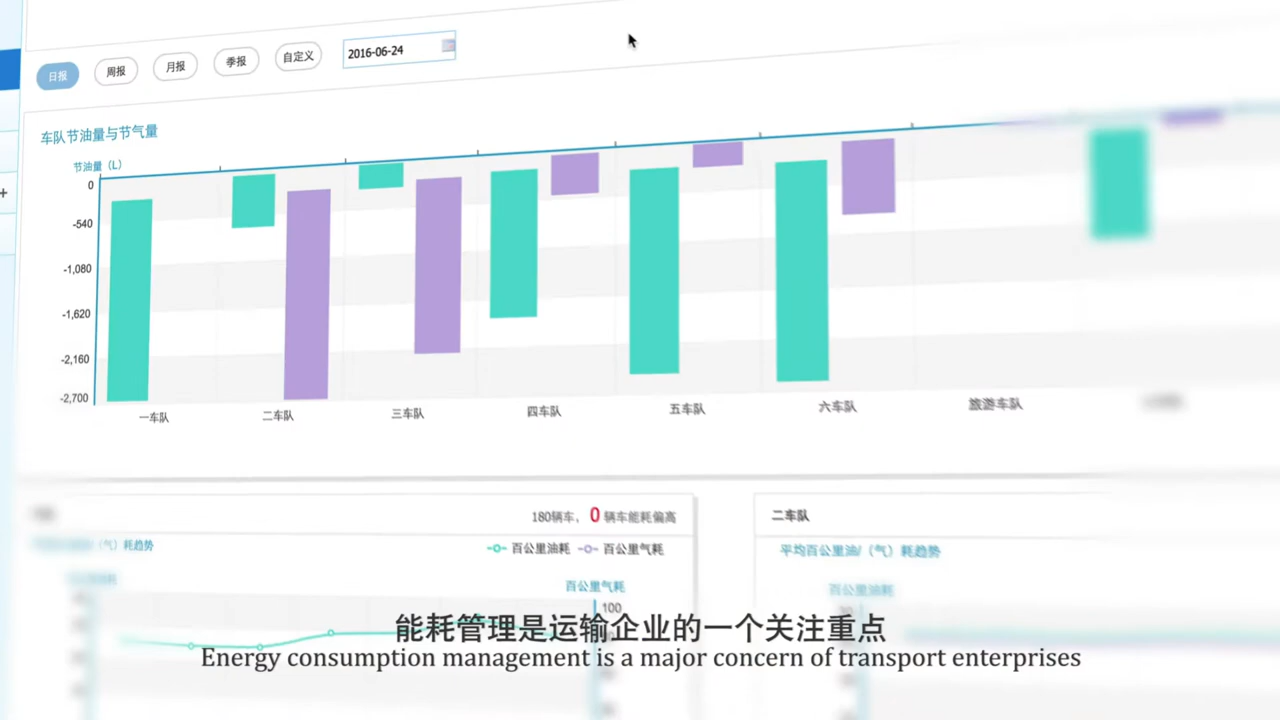 日报 周报 月报 季报 自定义 2016-06-24
车队节油量与节气量
节油量（L）
0
-540
-1,080
-1,620
-2,160
-2,700
一车队 二车队 三车队 四车队 五车队 六车队 旅游车队
+
180辆车， 0 辆车能耗偏高
（气）耗趋势
百公里油耗 百公里气耗
百公里气耗
100
二车队
平均百公里油/（气）耗趋势
百公里油耗
能耗管理是运输企业的一个关注重点
Energy consumption management is a major concern of transport enterprises